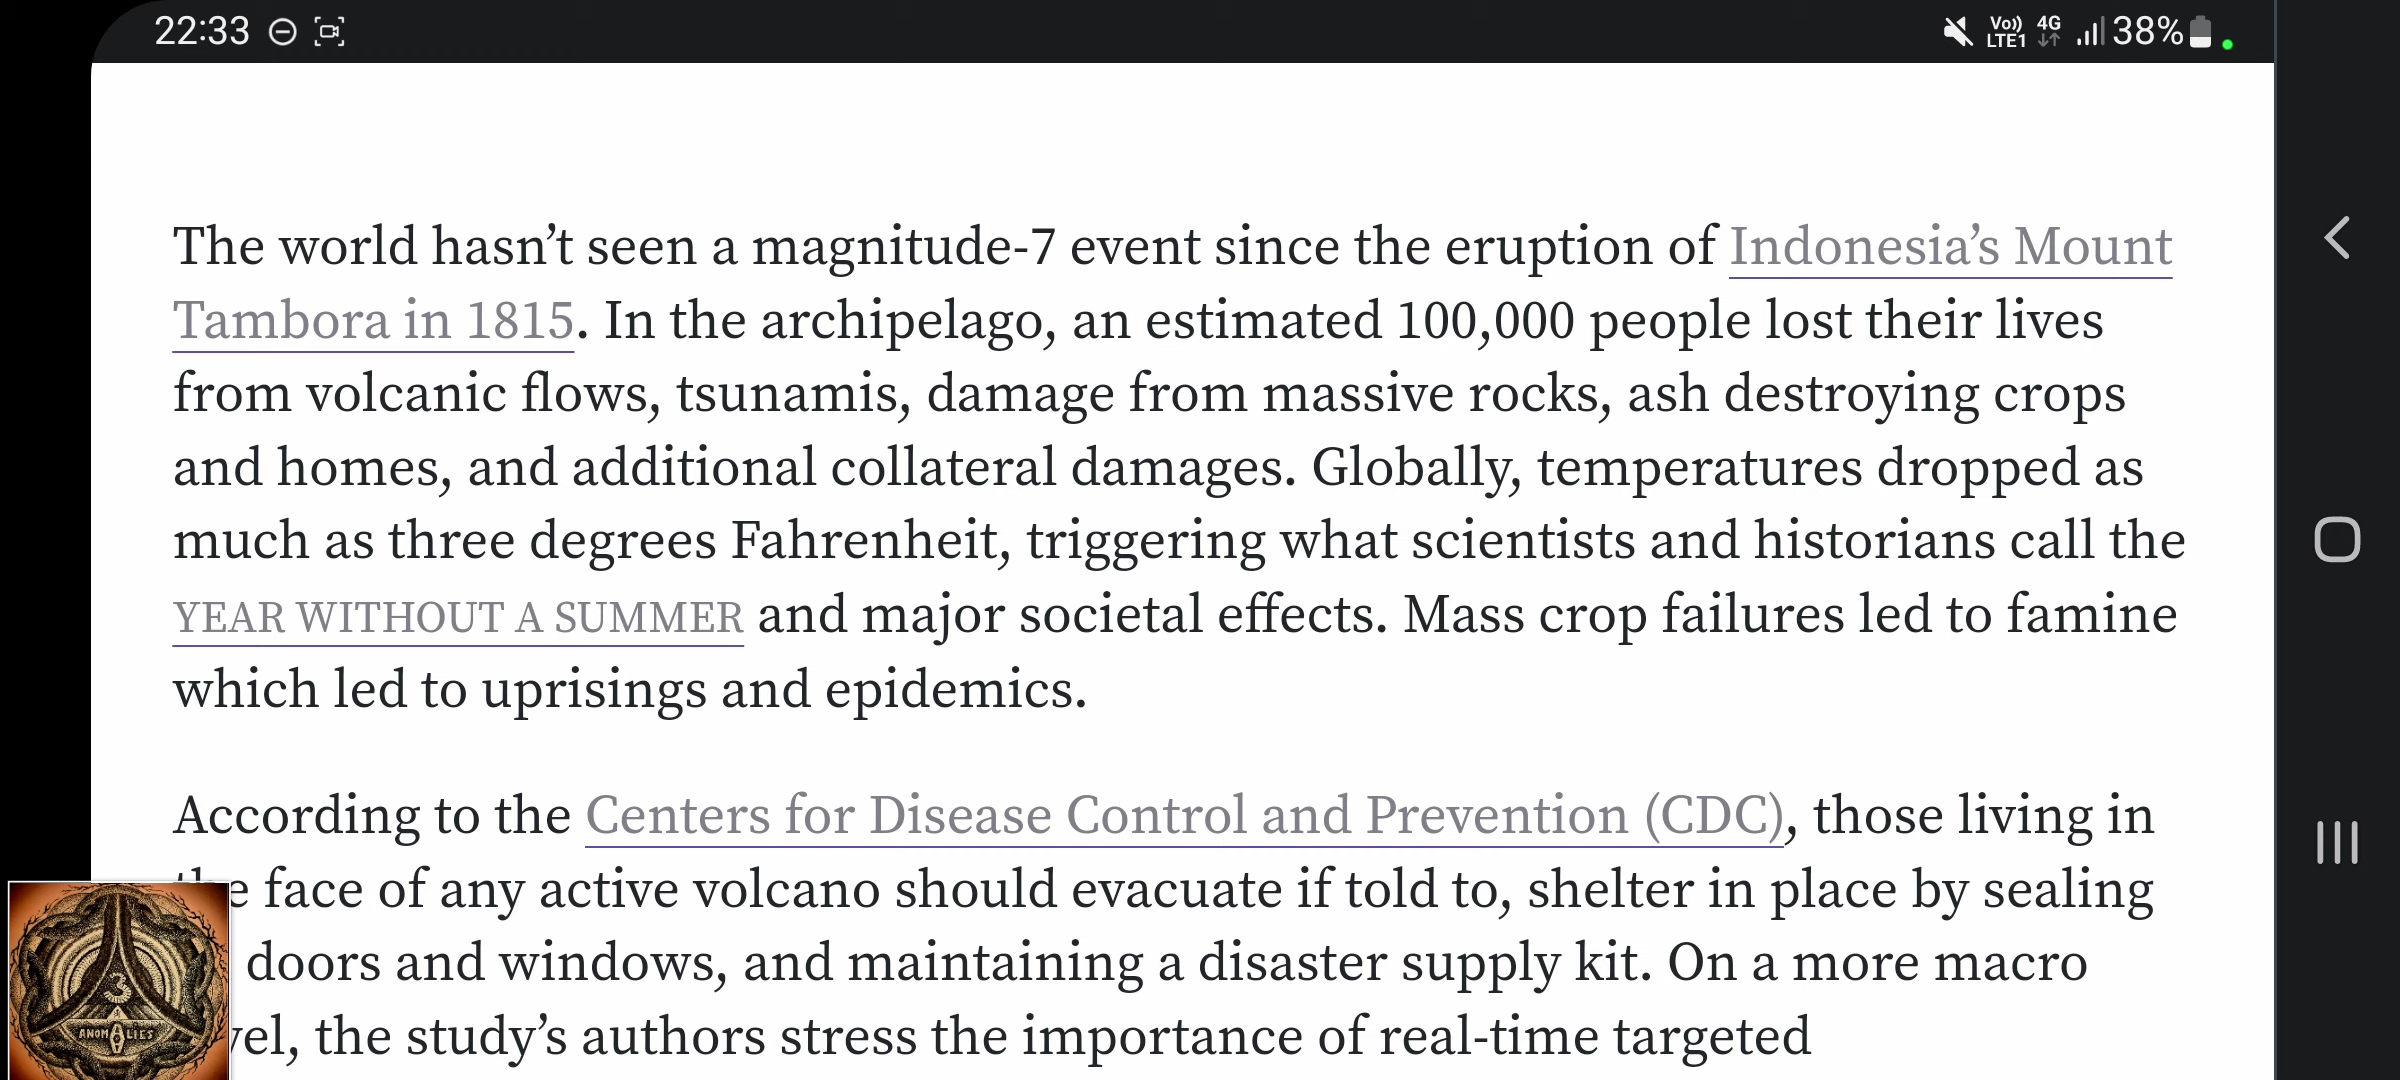 22:33 Vo)) LTE1 4G 38%
The world hasn’t seen a magnitude-7 event since the eruption of Indonesia’s Mount
Tambora in 1815. In the archipelago, an estimated 100,000 people lost their lives
from volcanic flows, tsunamis, damage from massive rocks, ash destroying crops
and homes, and additional collateral damages. Globally, temperatures dropped as
much as three degrees Fahrenheit, triggering what scientists and historians call the
YEAR WITHOUT A SUMMER and major societal effects. Mass crop failures led to famine
which led to uprisings and epidemics.
According to the Centers for Disease Control and Prevention (CDC), those living in
the face of any active volcano should evacuate if told to, shelter in place by sealing
doors and windows, and maintaining a disaster supply kit. On a more macro
vel, the study’s authors stress the importance of real-time targeted
ANOMALIES